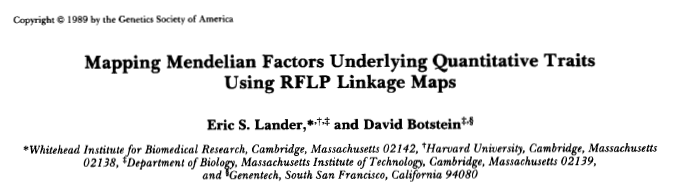 Copyright © 1989 by the Genetics Society of America
Mapping Mendelian Factors Underlying Quantitative Traits
Using RFLP Linkage Maps
Eric S. Lander,*,†,‡ and David Botstein‡,§
*Whitehead Institute for Biomedical Research, Cambridge, Massachusetts 02142, †Harvard University, Cambridge, Massachusetts
02138, ‡Department of Biology, Massachusetts Institute of Technology, Cambridge, Massachusetts 02139,
and §Genentech, South San Francisco, California 94080